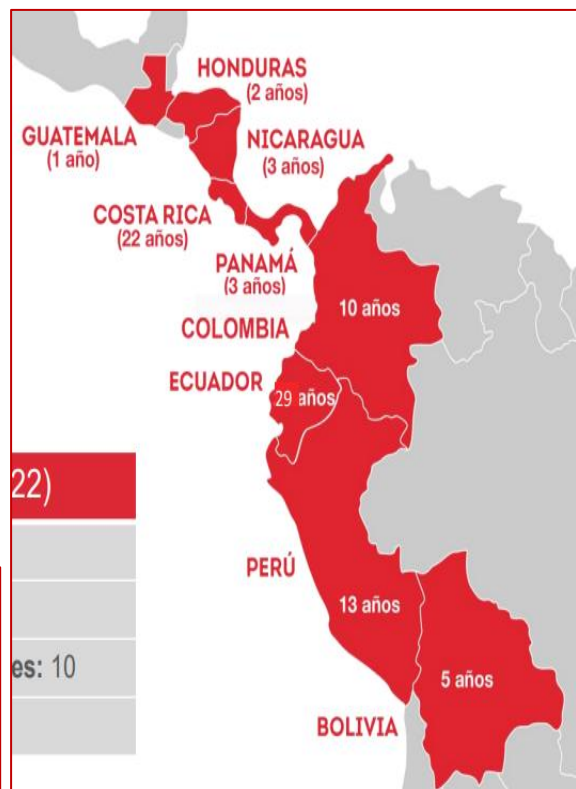 HONDURAS
(2 años)
GUATEMALA
(1 año)
NICARAGUA
(3 años)
COSTA RICA
(22 años)
PANAMÁ
(3 años)
10 años
COLOMBIA
ECUADOR
29 años
22)
PERÚ
13 años
es: 10
5 años
BOLIVIA